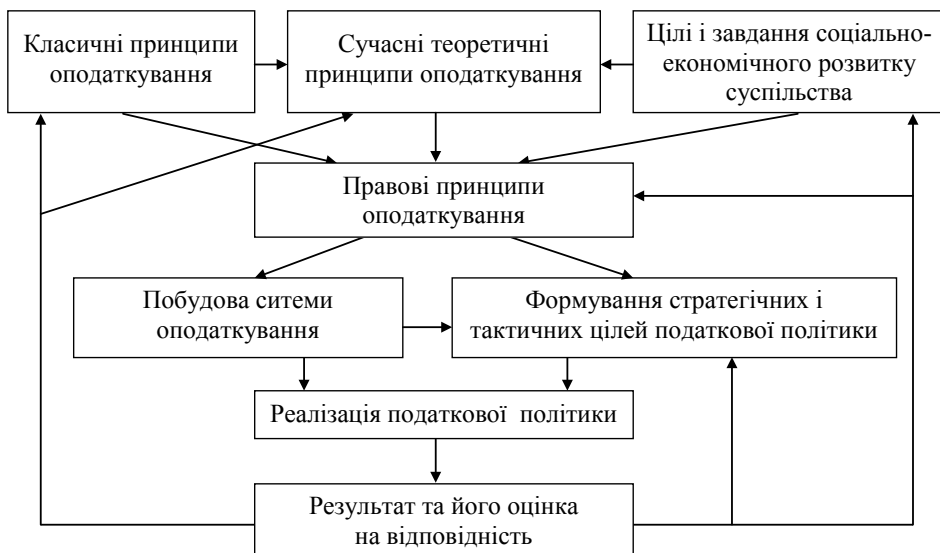 Класичні принципи
оподаткування
Сучасні теоретичні
принципи оподаткування
Цілі і завдання соціально-
економічного розвитку
суспільства
Правові принципи
оподаткування
Побудова ситеми
оподаткування
Формування стратегічних і
тактичних цілей податкової політики
Реалізація податкової політики
Результат та його оцінка
на відповідність